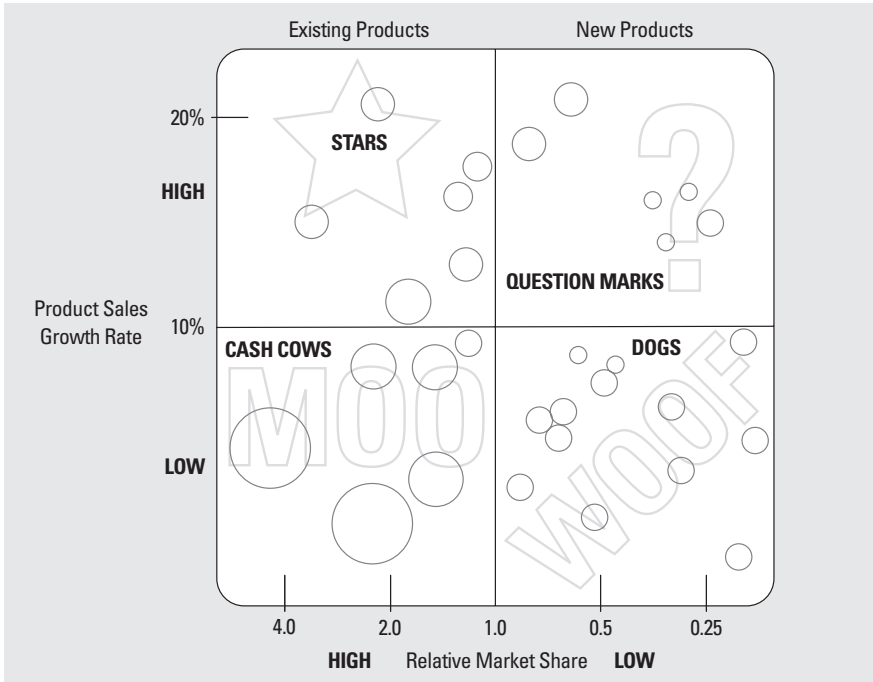 Existing Products
New Products
20%
STARS
HIGH
?
QUESTION MARKS
Product Sales
Growth Rate
10%
CASH COWS
DOGS
MOO
WOOF
LOW
4.0
2.0
1.0
0.5
0.25
HIGH Relative Market Share LOW